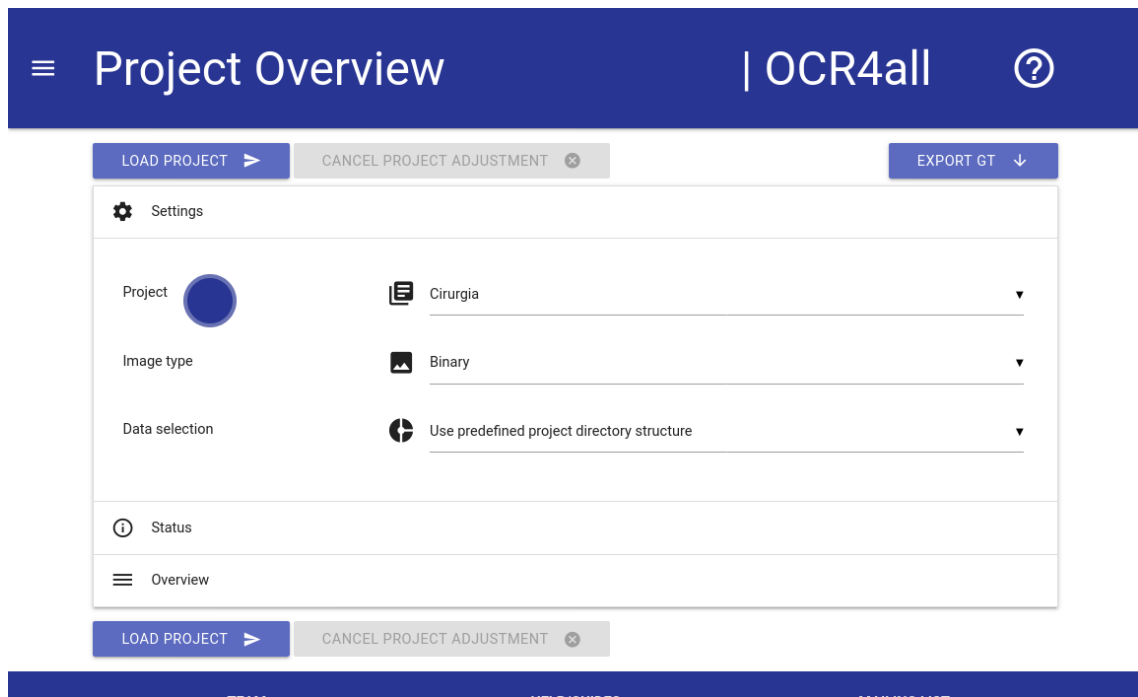 Project Overview | OCR4all
LOAD PROJECT CANCEL PROJECT ADJUSTMENT EXPORT GT
Settings
Project Cirurgia
Image type Binary
Data selection Use predefined project directory structure
Status
Overview
LOAD PROJECT CANCEL PROJECT ADJUSTMENT